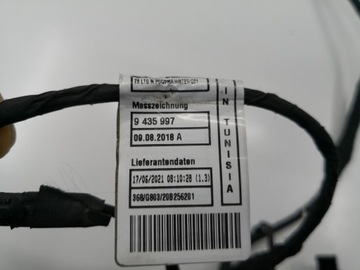 Masszeichnung
9 435 997
09.08.2018 A
Lieferantendaten
17/06/2021 08:10:28 (1.3)
368/G803/208256201
IN TUNISIA